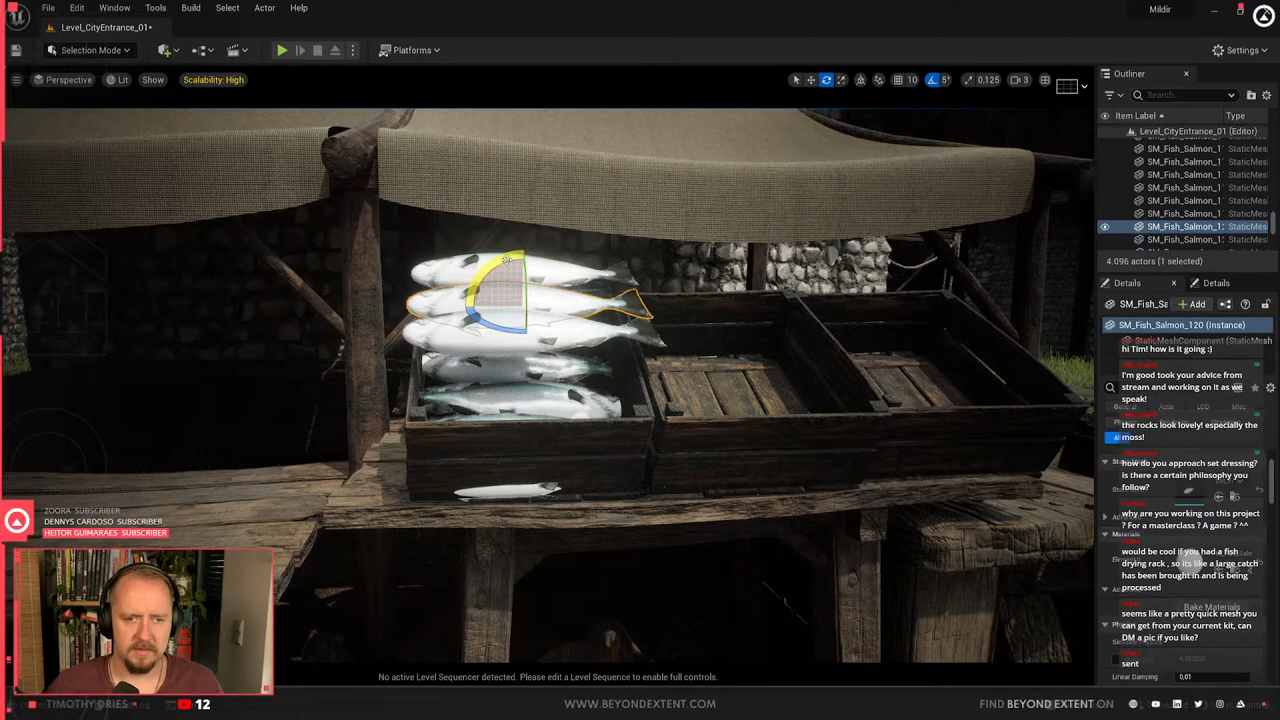 File Edit Window Tools Build Select Actor Help
Mildir
Level_CityEntrance_01*
Selection Mode
Platforms
Settings
Perspective
Lit
Show
Scalability: High
10
5°
0,125
3
Outliner
Search...
Item Label
Type
Level_CityEntrance_01 (Editor)
SM_Fish_Salmon_1 StaticMes
SM_Fish_Salmon_1 StaticMes
SM_Fish_Salmon_1 StaticMes
SM_Fish_Salmon_1 StaticMes
SM_Fish_Salmon_1 StaticMes
SM_Fish_Salmon_1 StaticMes
SM_Fish_Salmon_1 StaticMes
SM_Fish_Salmon_1: StaticMes
SM_Fish_Salmon_1 StaticMes
4.096 actors (1 selected)
Details
Details
SM_Fish_Sa
Add
SM_Fish_Salmon_120 (Instance)
StaticMeshComponent (StaticMesh
hi Tim! how is it going :)
I'm good took your advice from
stream and working on it as we
speak!
the rocks look lovely! especially the
moss!
how do you approach set dressing?
is there a certain philosophy you
follow?
why are you working on this project
? For a masterclass ? A game ? ^^
Materials
would be cool if you had a fish
drying rack , so its like a large catch
has been brought in and is being
processed
Bake Materials
seems like a pretty quick mesh you
can get from your current kit, can
DM a pic if you like?
sent
Linear Damping
0,01
ZOORA SUBSCRIBER
DENNYS CARDOSO SUBSCRIBER
HEITOR GUIMARAES SUBSCRIBER
No active Level Sequencer detected. Please edit a Level Sequence to enable full controls.
TIMOTHY DRIES
12
WWW.BEYONDEXTENT.COM
FIND BEYOND EXTENT ON